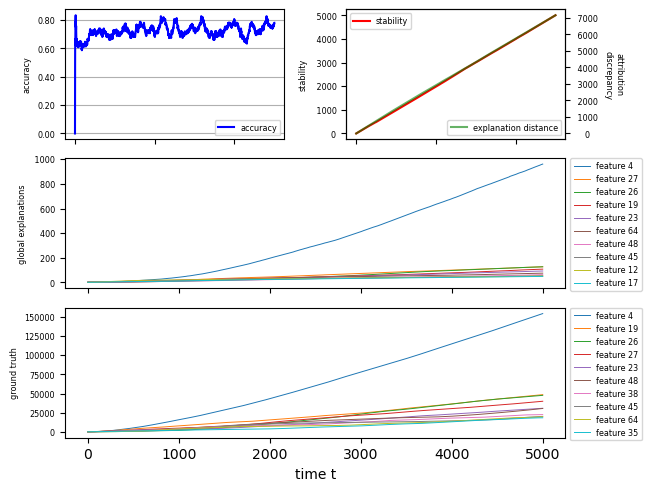 accuracy
0.80
0.60
0.40
0.20
0.00
accuracy
stability
5000
4000
3000
2000
1000
0
stability
explanation distance
7000
6000
5000
4000
3000
2000
1000
0
attribution
discrepancy
global explanations
1000
800
600
400
200
0
feature 4
feature 27
feature 26
feature 19
feature 23
feature 64
feature 48
feature 45
feature 12
feature 17
ground truth
150000
125000
100000
75000
50000
25000
0
feature 4
feature 19
feature 26
feature 27
feature 23
feature 48
feature 38
feature 45
feature 64
feature 35
0 1000 2000 3000 4000 5000
time t